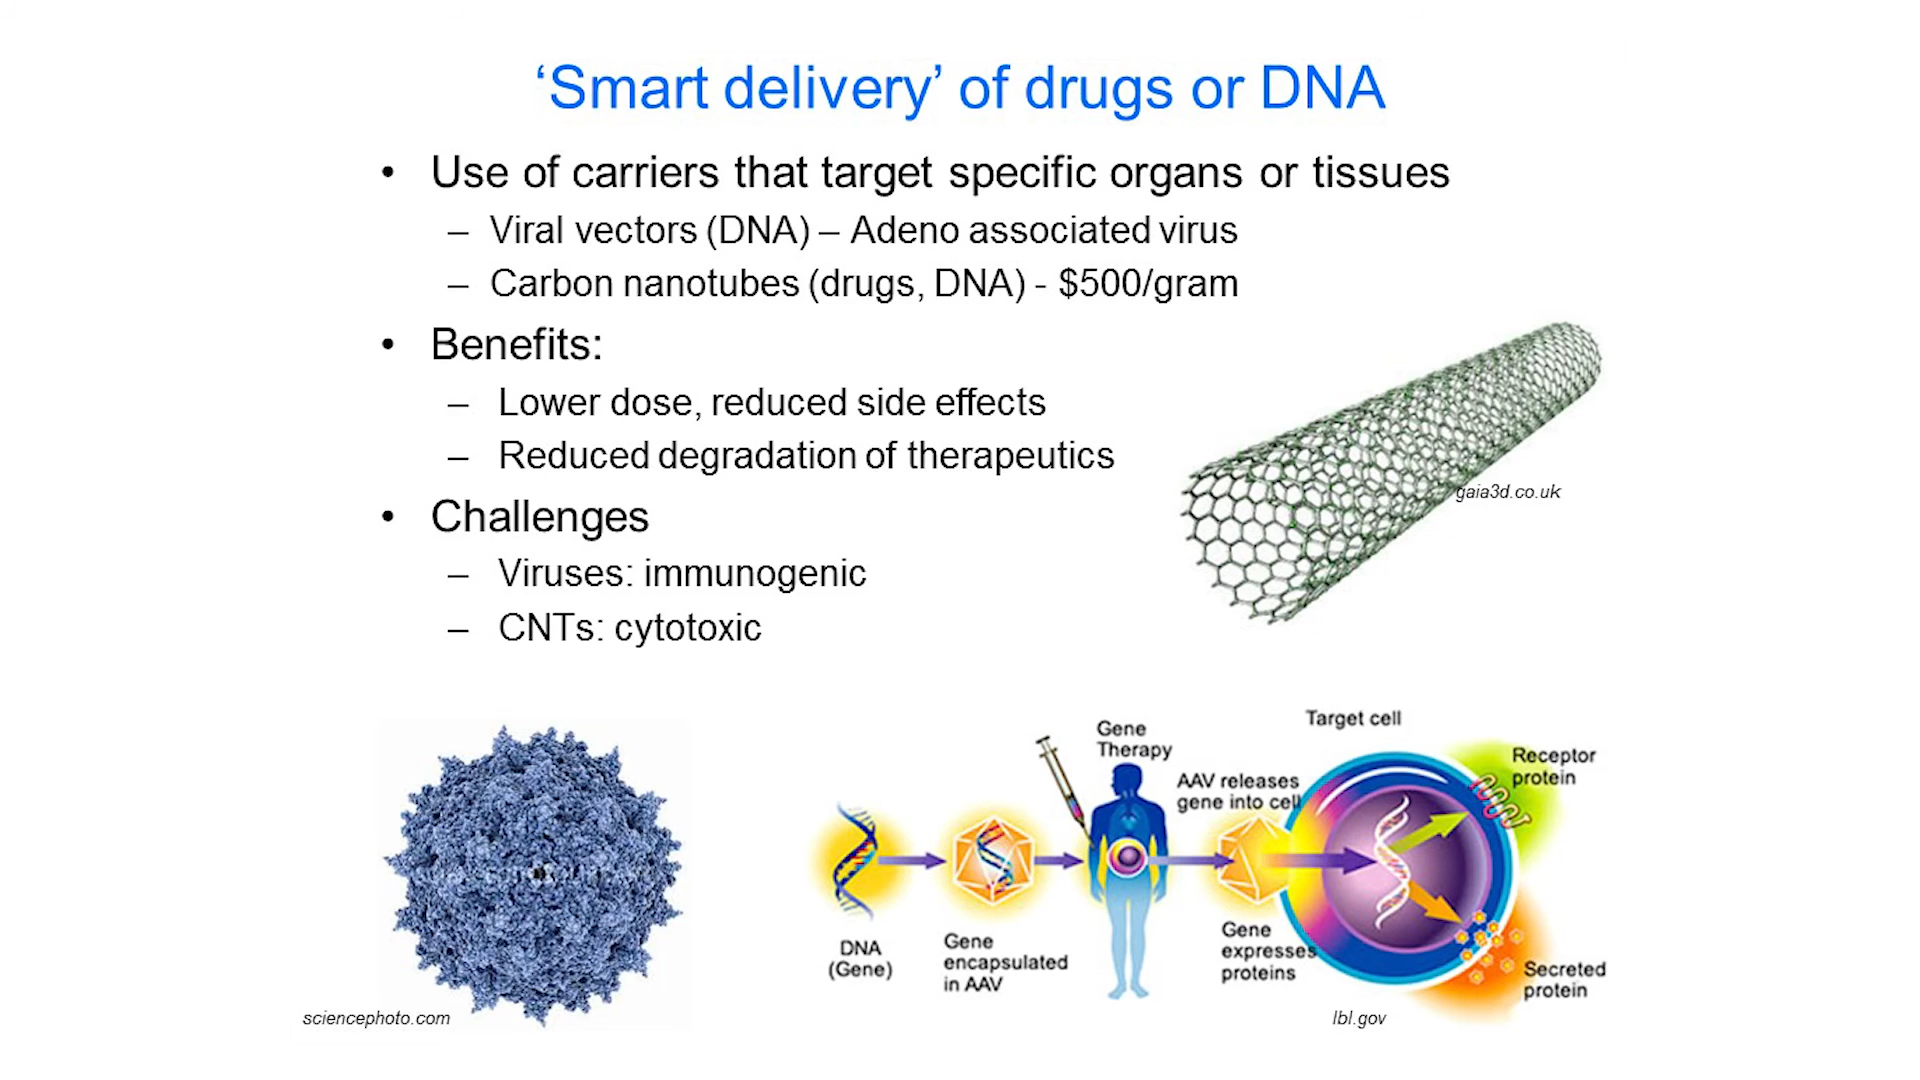 ‘Smart delivery’ of drugs or DNA
• Use of carriers that target specific organs or tissues
– Viral vectors (DNA) – Adeno associated virus
– Carbon nanotubes (drugs, DNA) - $500/gram
• Benefits:
– Lower dose, reduced side effects
– Reduced degradation of therapeutics
• Challenges
– Viruses: immunogenic
– CNTs: cytotoxic
gaia3d.co.uk
sciencephoto.com
DNA
(Gene)
Gene
encapsulated
in AAV
Gene
Therapy
AAV releases
gene into cell
Gene
expresses
proteins
Target cell
Receptor
protein
Secreted
protein
lbl.gov